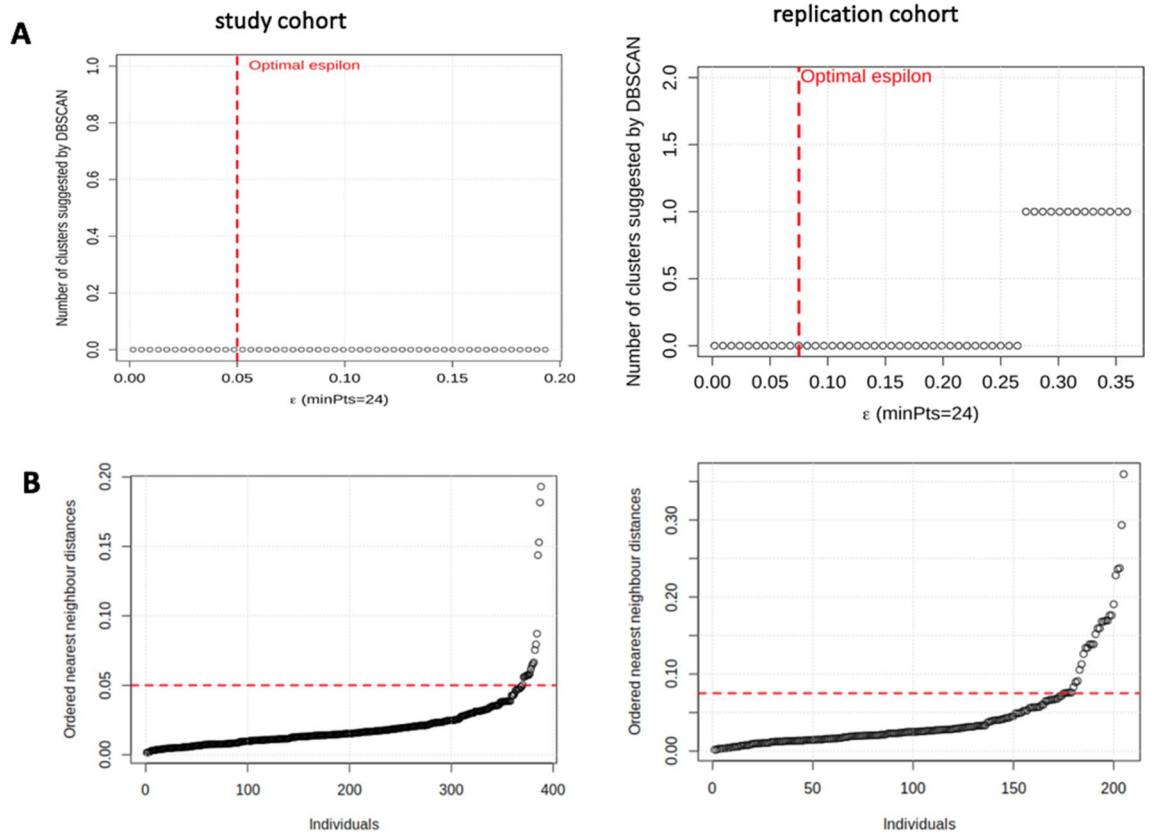 study cohort
replication cohort
A
Optimal espilon
Number of clusters suggested by DBSCAN
1.0
0.8
0.6
0.4
0.2
0.0
0.00 0.05 0.10 0.15 0.20
ε (minPts=24)
Optimal espilon
Number of clusters suggested by DBSCAN
2.0
1.5
1.0
0.5
0.0
0.00 0.05 0.10 0.15 0.20 0.25 0.30 0.35
ε (minPts=24)
B
Ordered nearest neighbour distances
0.20
0.15
0.10
0.05
0.00
0 100 200 300 400
Individuals
Ordered nearest neighbour distances
0.30
0.20
0.10
0.00
0 50 100 150 200
Individuals